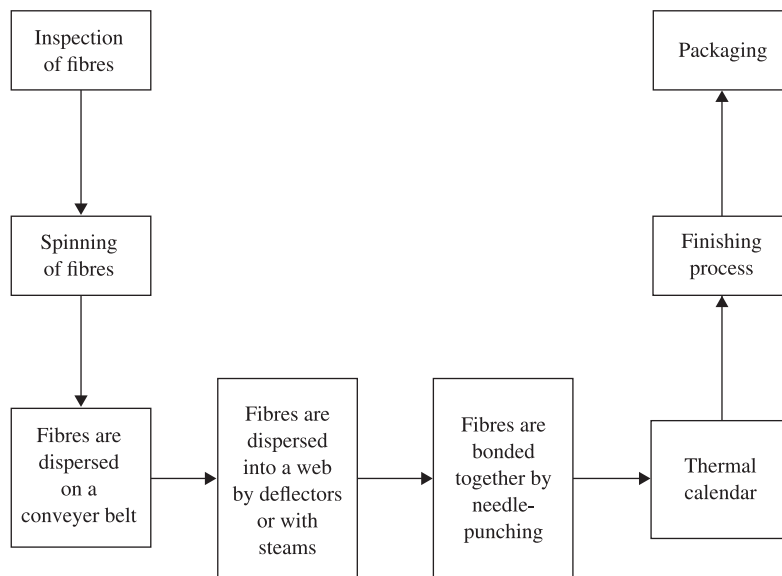 Inspection
of fibres
Spinning
of fibres
Fibres are
dispersed
on a
conveyer belt
Fibres are
dispersed
into a web
by deflectors
or with
steams
Fibres are
bonded
together by
needle-
punching
Thermal
calendar
Finishing
process
Packaging